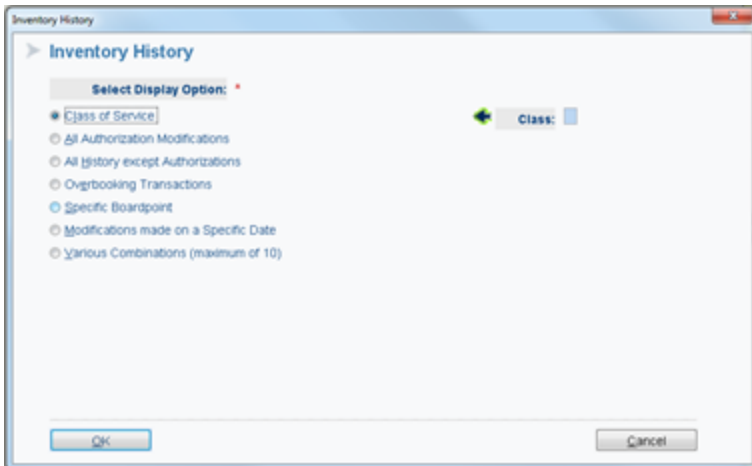 Inventory History
Inventory History
Select Display Option: *
Class of Service
Class:
All Authorization Modifications
All History except Authorizations
Overbooking Transactions
Specific Boardpoint
Modifications made on a Specific Date
Various Combinations (maximum of 10)
OK
Cancel